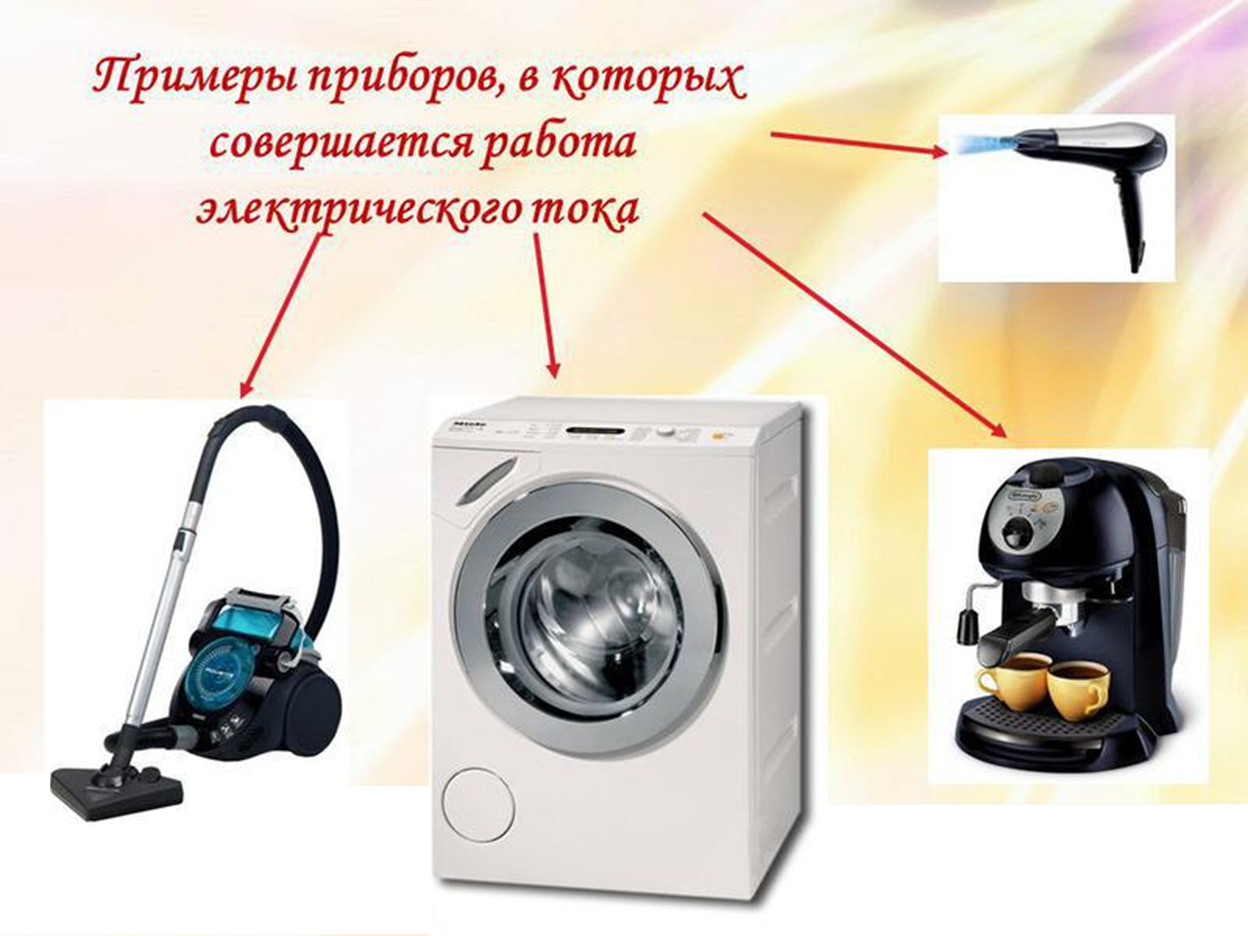 Примеры приборов, в которых
совершается работа
электрического тока